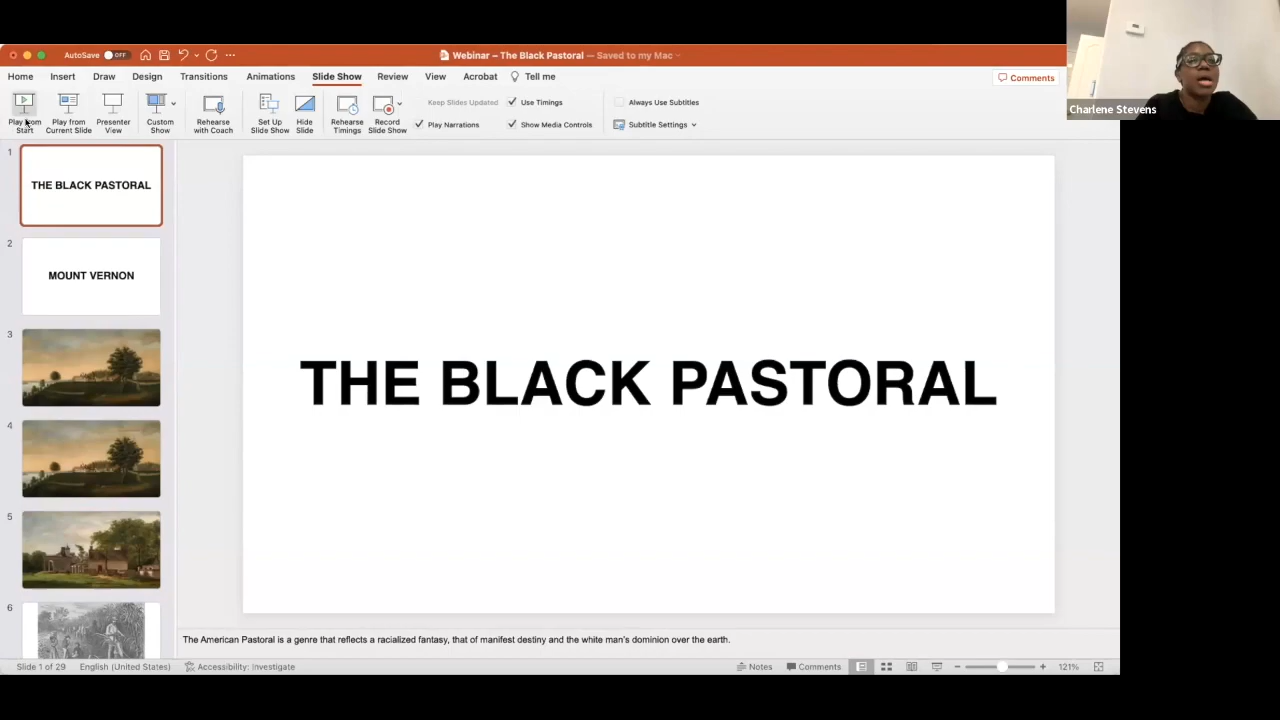 AutoSave OFF
Webinar – The Black Pastoral — Saved to my Mac
Home Insert Draw Design Transitions Animations Slide Show Review View Acrobat Tell me
Comments
Play from Start
Play from Current Slide
Presenter View
Custom Show
Rehearse with Coach
Set Up Slide Show
Hide Slide
Rehearse Timings
Record Slide Show
Keep Slides Updated
Play Narrations
Use Timings
Show Media Controls
Always Use Subtitles
Subtitle Settings
Charlene Stevens
1
THE BLACK PASTORAL
2
MOUNT VERNON
3
4
5
6
THE BLACK PASTORAL
The American Pastoral is a genre that reflects a racialized fantasy, that of manifest destiny and the white man's dominion over the earth.
Slide 1 of 29 English (United States) Accessibility: Investigate
Notes Comments 121%